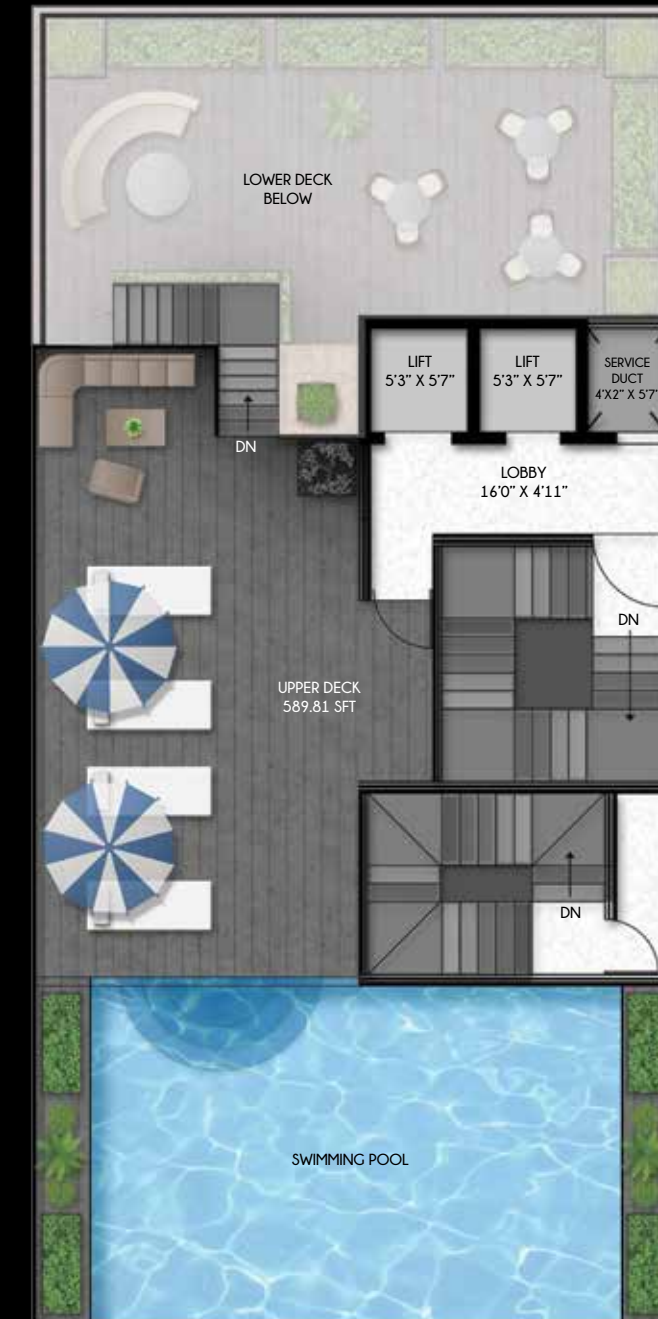 LOWER DECK
BELOW
LIFT
5'3" X 5'7"
LIFT
5'3" X 5'7"
SERVICE
DUCT
4'X2" X 5'7"
DN
LOBBY
16'0" X 4'11"
DN
UPPER DECK
589.81 SFT
DN
SWIMMING POOL